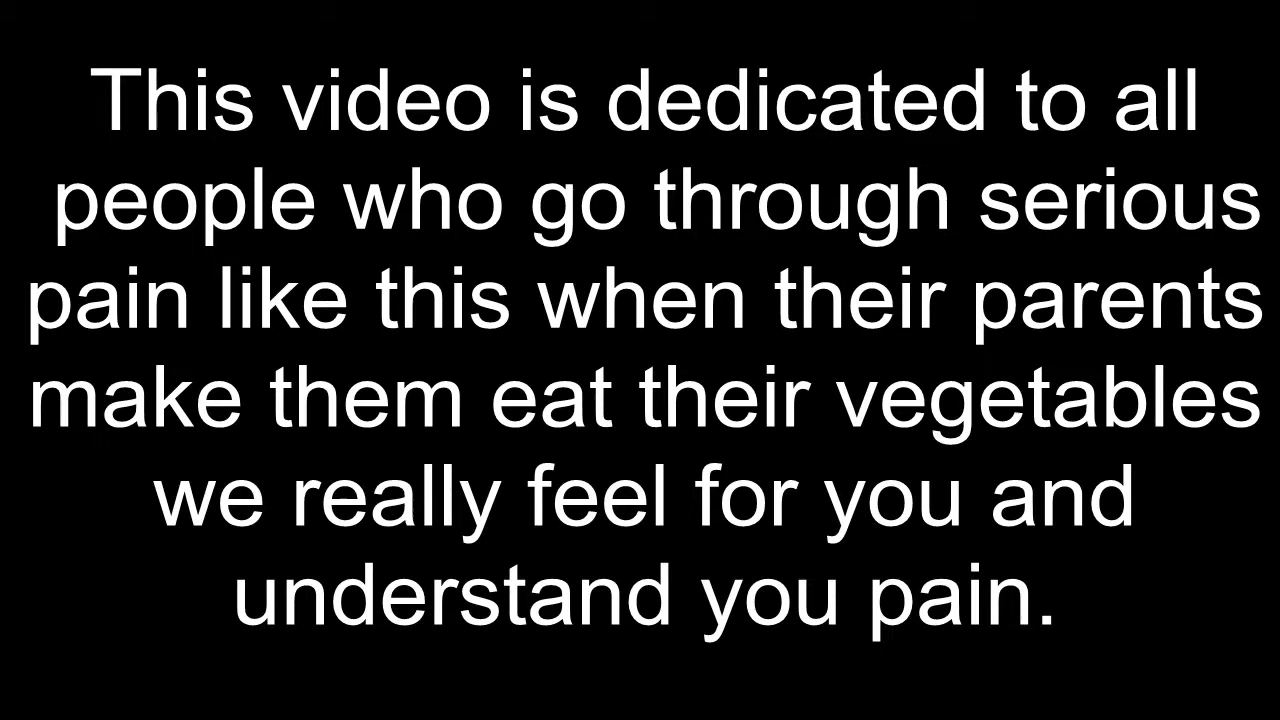 This video is dedicated to all
people who go through serious
pain like this when their parents
make them eat their vegetables
we really feel for you and
understand you pain.